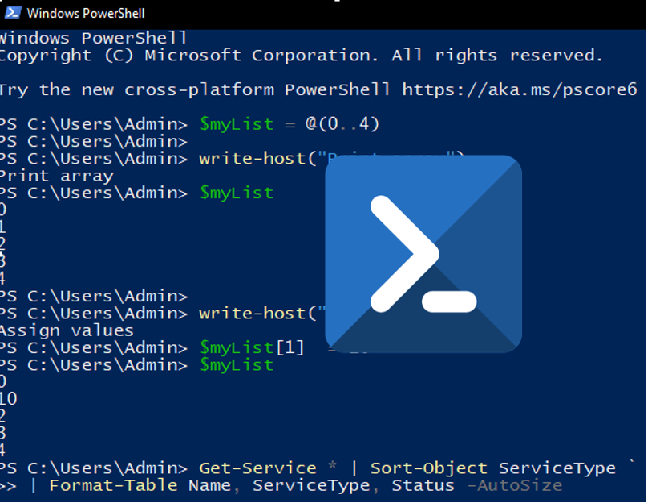 Windows PowerShell
Windows PowerShell
Copyright (C) Microsoft Corporation. All rights reserved.
Try the new cross-platform PowerShell https://aka.ms/pscore6
PS C:\Users\Admin> $myList = @(0..4)
PS C:\Users\Admin>
PS C:\Users\Admin> write-host("
Print array
PS C:\Users\Admin> $myList
0
1
2
3
4
PS C:\Users\Admin>
PS C:\Users\Admin> write-host("
Assign values
PS C:\Users\Admin> $myList[1]
PS C:\Users\Admin> $myList
0
10
2
3
4
PS C:\Users\Admin> Get-Service * | Sort-Object ServiceType `
>> | Format-Table Name, ServiceType, Status -AutoSize